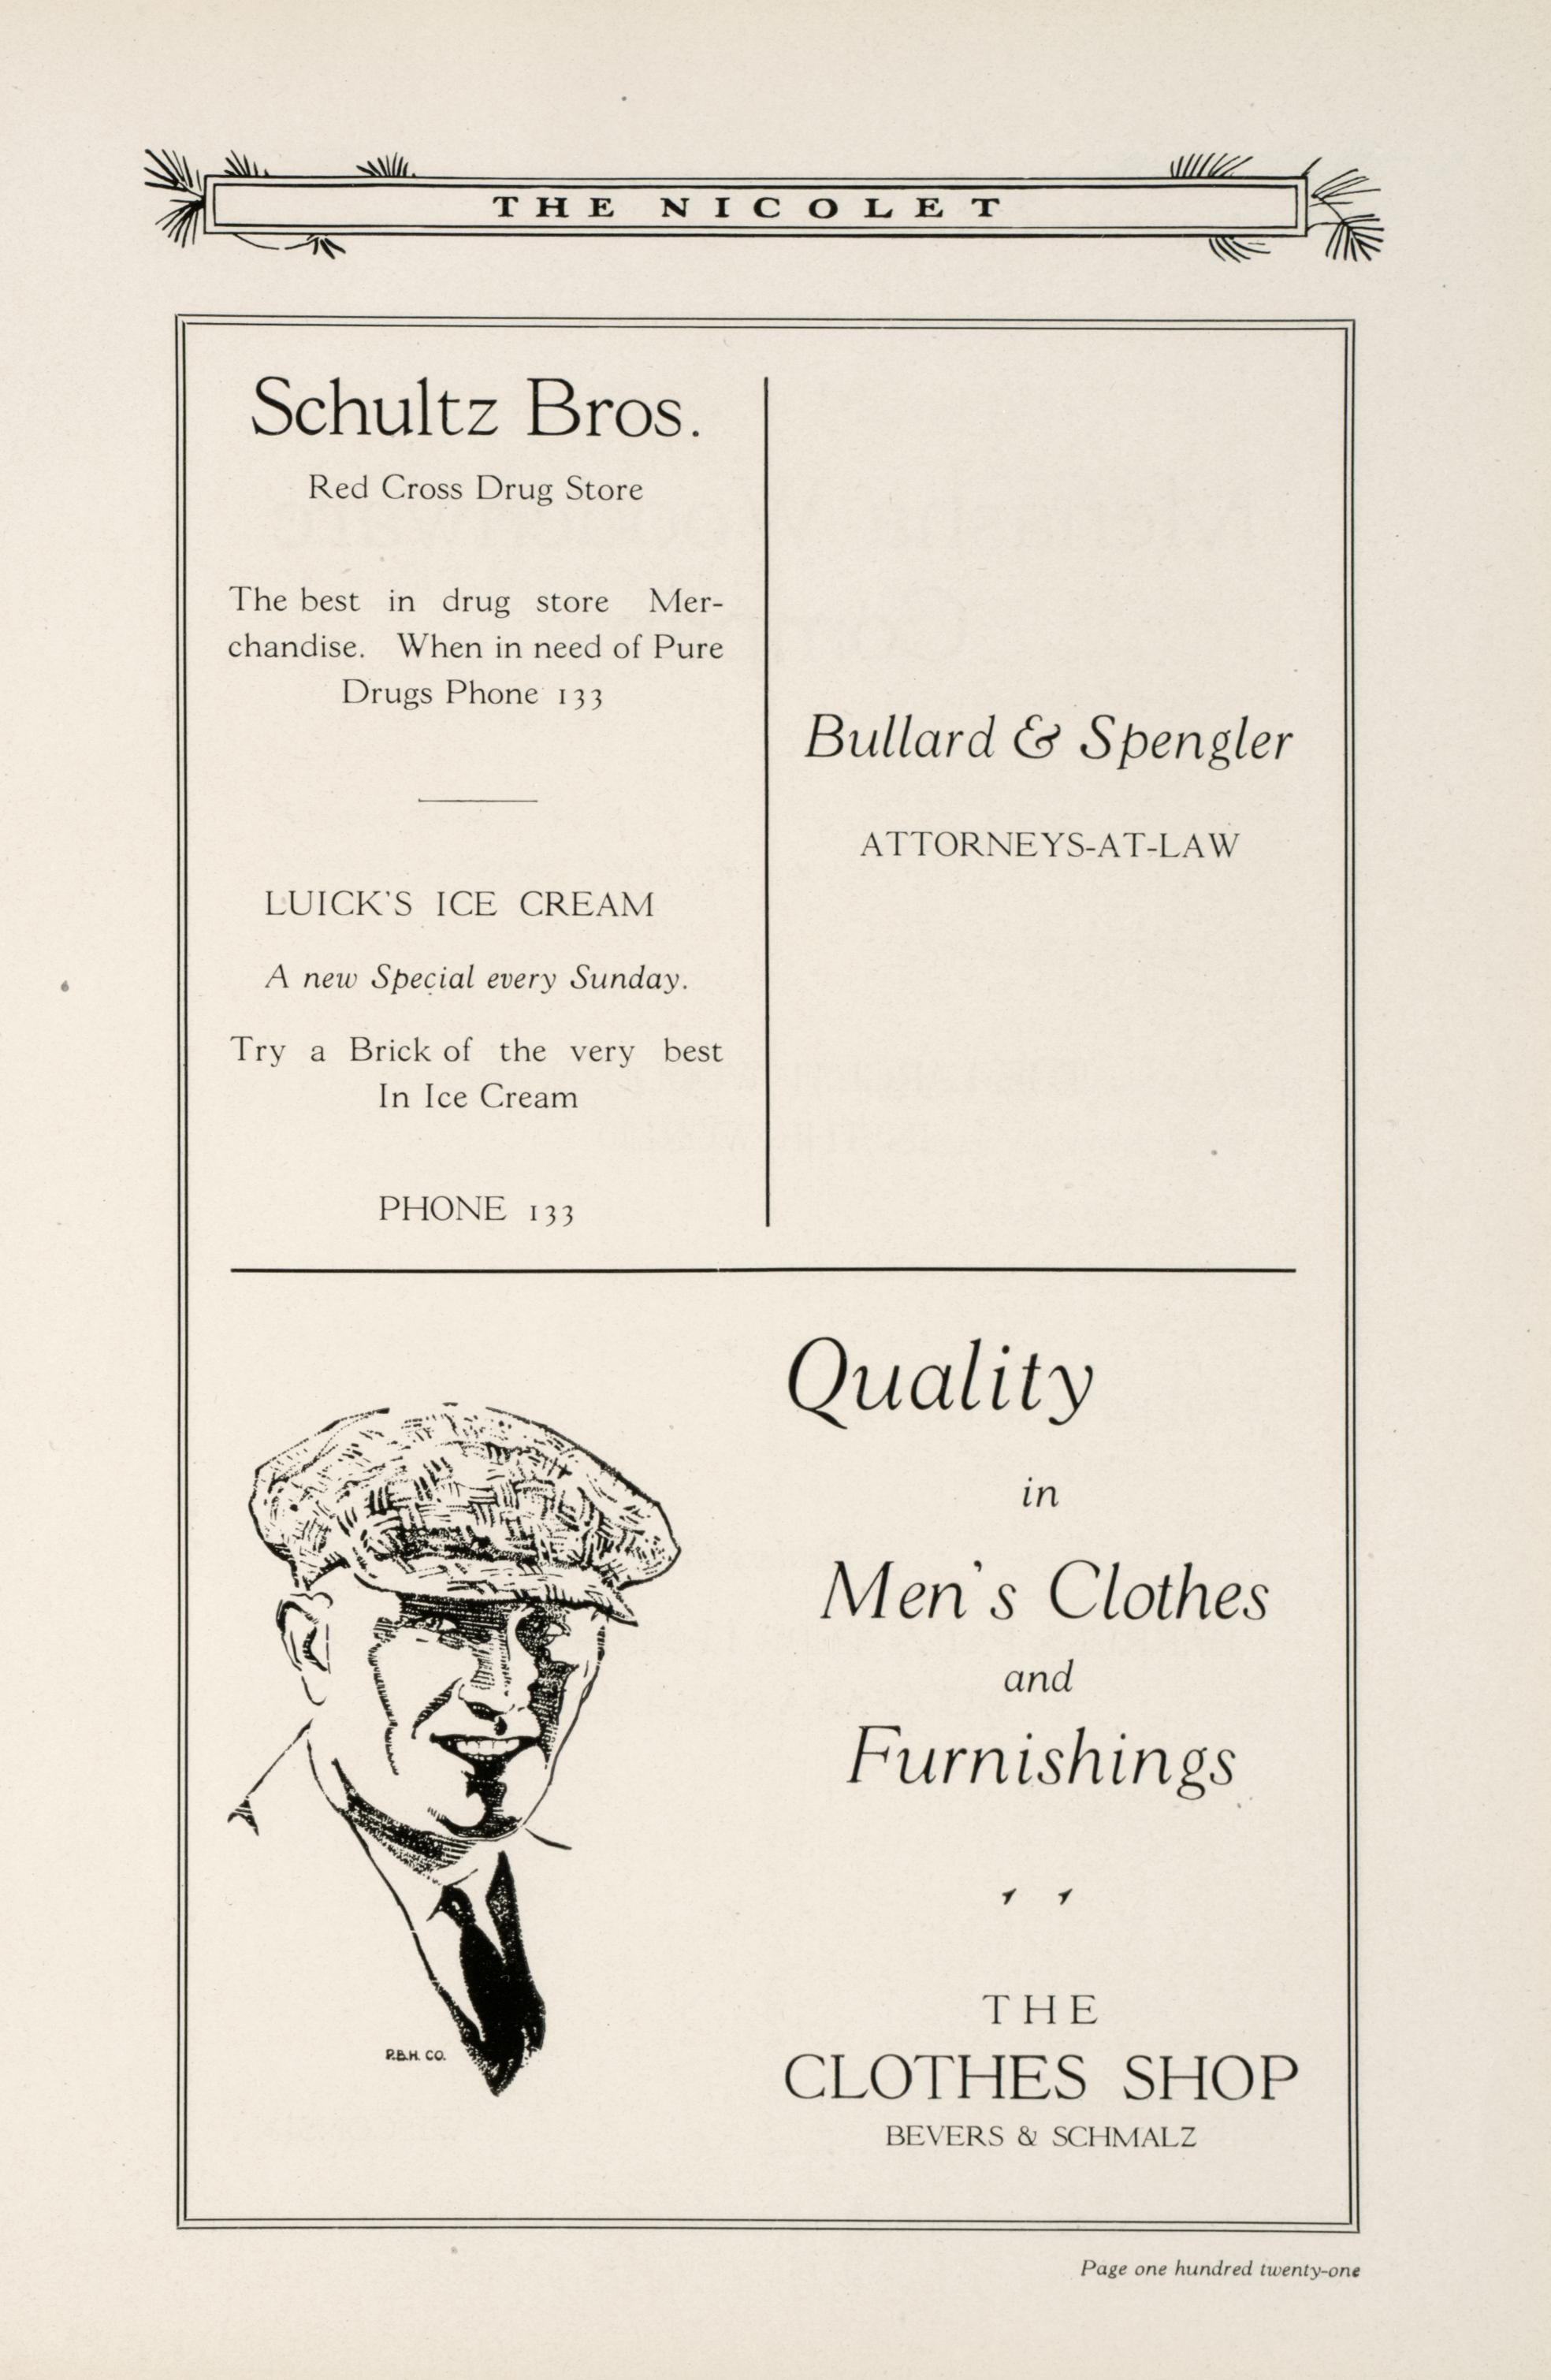 THE NICOLET
Schultz Bros.
Red Cross Drug Store
The best in drug store Mer-
chandise. When in need of Pure
Drugs Phone 133
LUICK'S ICE CREAM
A new Special every Sunday.
Try a Brick of the very best
In Ice Cream
PHONE 133
Bullard & Spengler
ATTORNEYS-AT-LAW
Quality
in
Men's Clothes
and
Furnishings
THE
CLOTHES SHOP
BEVERS & SCHMALZ
P.B.H. CO.
Page one hundred twenty-one